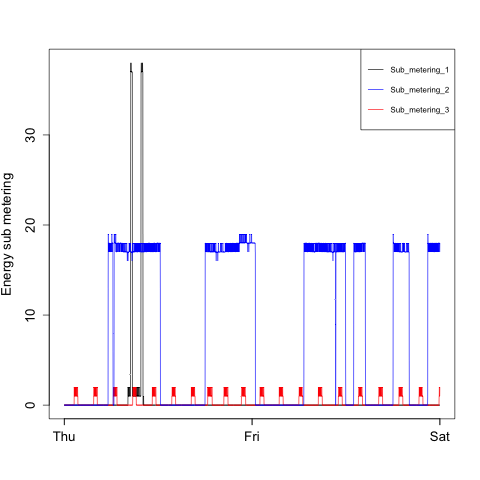 Sub_metering_1
Sub_metering_2
Sub_metering_3
Energy sub metering
30
20
10
0
Thu Fri Sat